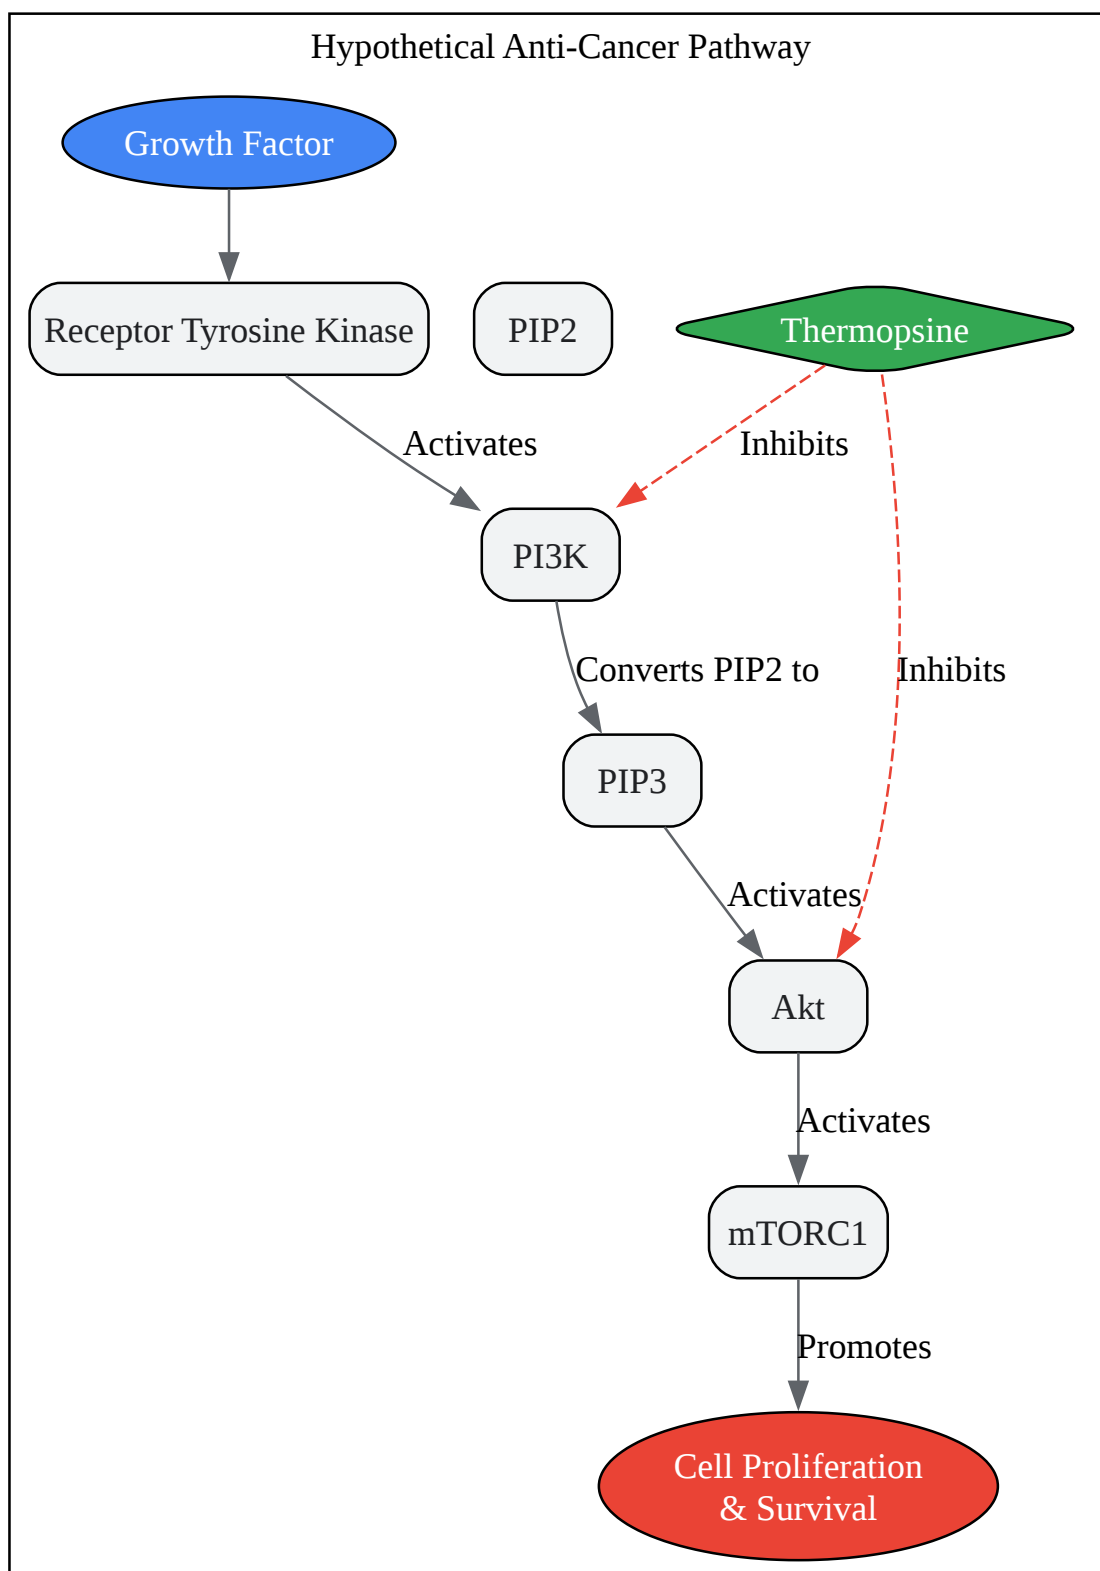 Hypothetical Anti-Cancer Pathway
Growth Factor
Receptor Tyrosine Kinase
PIP2
Thermopsine
Activates
Inhibits
PI3K
Converts PIP2 to
Inhibits
PIP3
Activates
Akt
Activates
mTORC1
Promotes
Cell Proliferation
& Survival